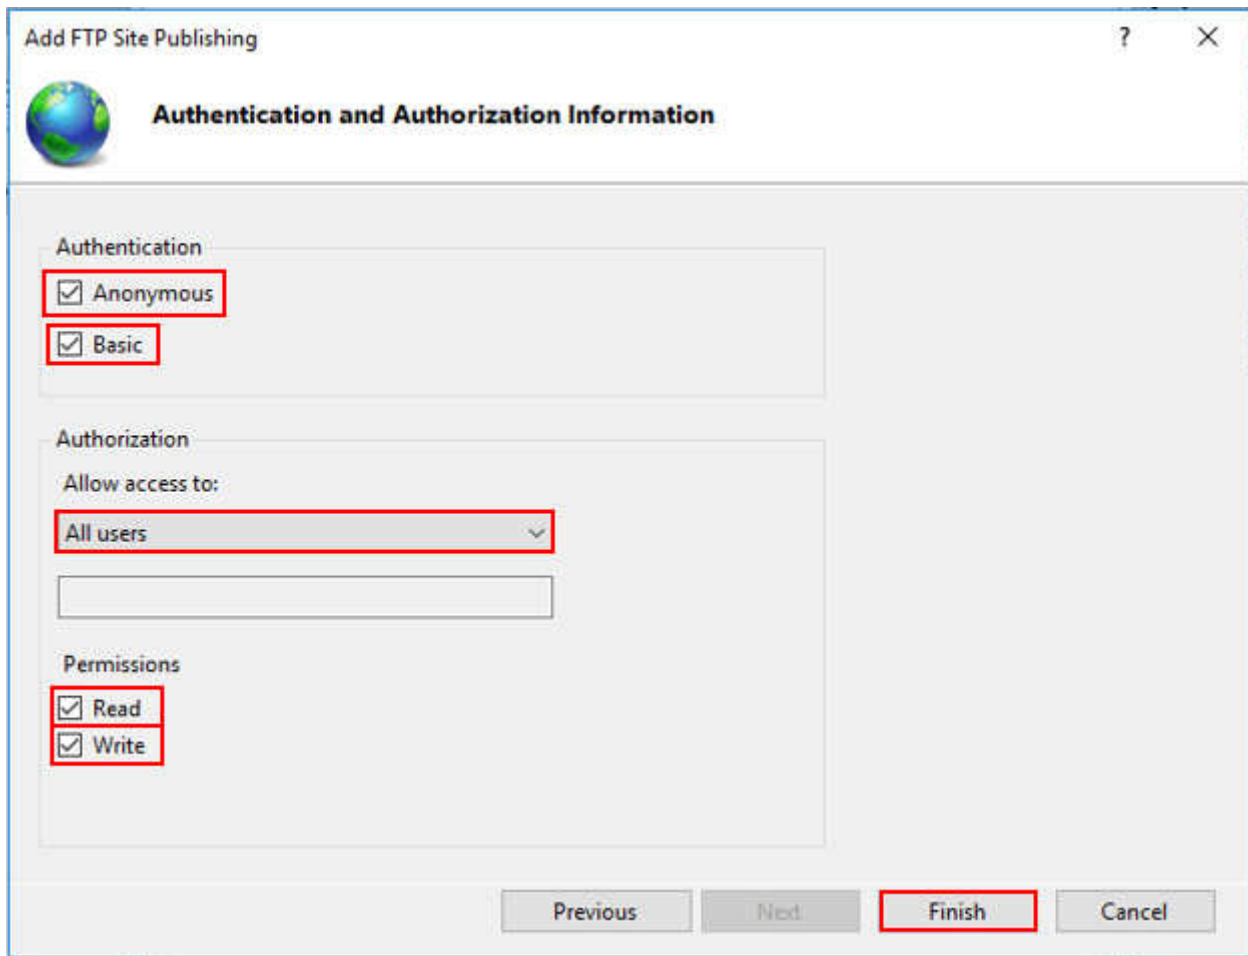 Add FTP Site Publishing
?
Authentication and Authorization Information
Authentication
Anonymous
Basic
Authorization
Allow access to:
All users
Permissions
Read
Write
Previous Next Finish Cancel